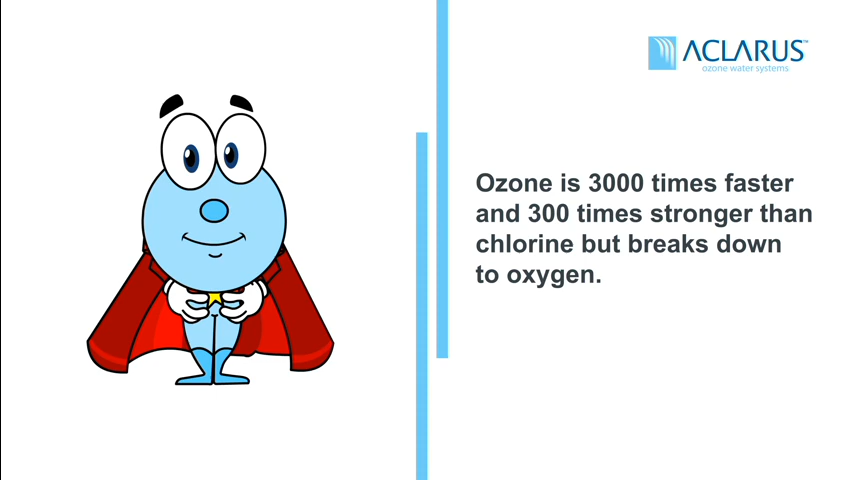 ACLARUS™
ozone water systems
Ozone is 3000 times faster
and 300 times stronger than
chlorine but breaks down
to oxygen.